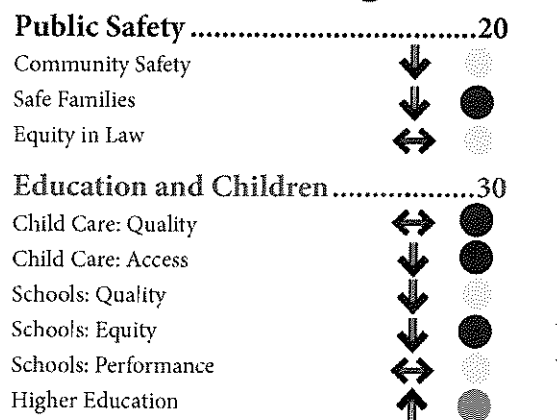 Public Safety ..................................20
Community Safety
Safe Families
Equity in Law
Education and Children.................30
Child Care: Quality
Child Care: Access
Schools: Quality
Schools: Equity
Schools: Performance
Higher Education